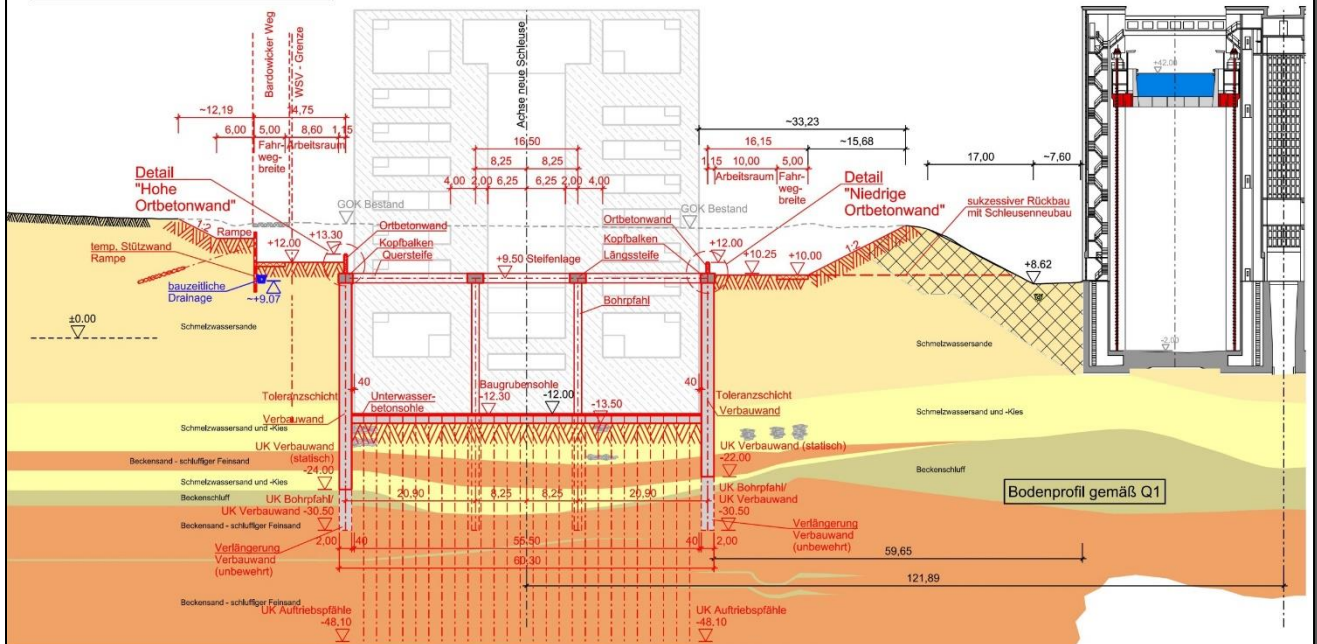 Bardowicker Weg
WSV - Grenze
Achse neue Schleuse
~12,19
14,75
6,00
5,00
8,60
1,15
Fahr-
weg-
breite
Arbeitsraum
Detail
"Hohe
Ortbetonwand"
16,50
8,25
8,25
4,00
2,00
6,25
6,25
2,00
4,00
~33,23
16,15
~15,68
1,15
10,00
5,00
Arbeitsraum
Fahr-
weg-
breite
17,00
~7,60
+42,00
Detail
"Niedrige
Ortbetonwand"
sukzessiver Rückbau
mit Schleusenneubau
GOK Bestand
GOK Bestand
1:2
Rampe
temp. Stützwand
Rampe
+12.00
+13.30
Ortbetonwand
Kopfbalken
Quersteife
+9.50 Steifenlage
Ortbetonwand
Kopfbalken
Längssteife
+12.00
+10.25
+10.00
1:2
+8,62
bauzeitliche
Drainage
~+9.07
Bohrpfahl
±0.00
Schmelzwassersande
Schmelzwassersande
-2,00
40
40
Toleranzschicht
Unterwasser-
betonsohle
Verbauwand
Baugrubensohle
-12.30
-12.00
-13.50
Toleranzschicht
Verbauwand
Schmelzwassersand und -Kies
Schmelzwassersand und -Kies
UK Verbauwand
(statisch)
-24.00
UK Verbauwand (statisch)
-22.00
Beckensand - schluffiger Feinsand
Schmelzwassersand und -Kies
Beckenschluff
Beckenschluff
20,90
8,25
8,25
20,90
UK Bohrpfahl/
UK Verbauwand -30.50
UK Bohrpfahl/
UK Verbauwand
-30.50
Bodenprofil gemäß Q1
Beckensand - schluffiger Feinsand
Verlängerung
Verbauwand
(unbewehrt)
2,00
40
55,50
40
2,00
60,30
Verlängerung
Verbauwand
(unbewehrt)
59,65
121,89
Beckensand - schluffiger Feinsand
UK Auftriebspfähle
-48,10
UK Auftriebspfähle
-48,10